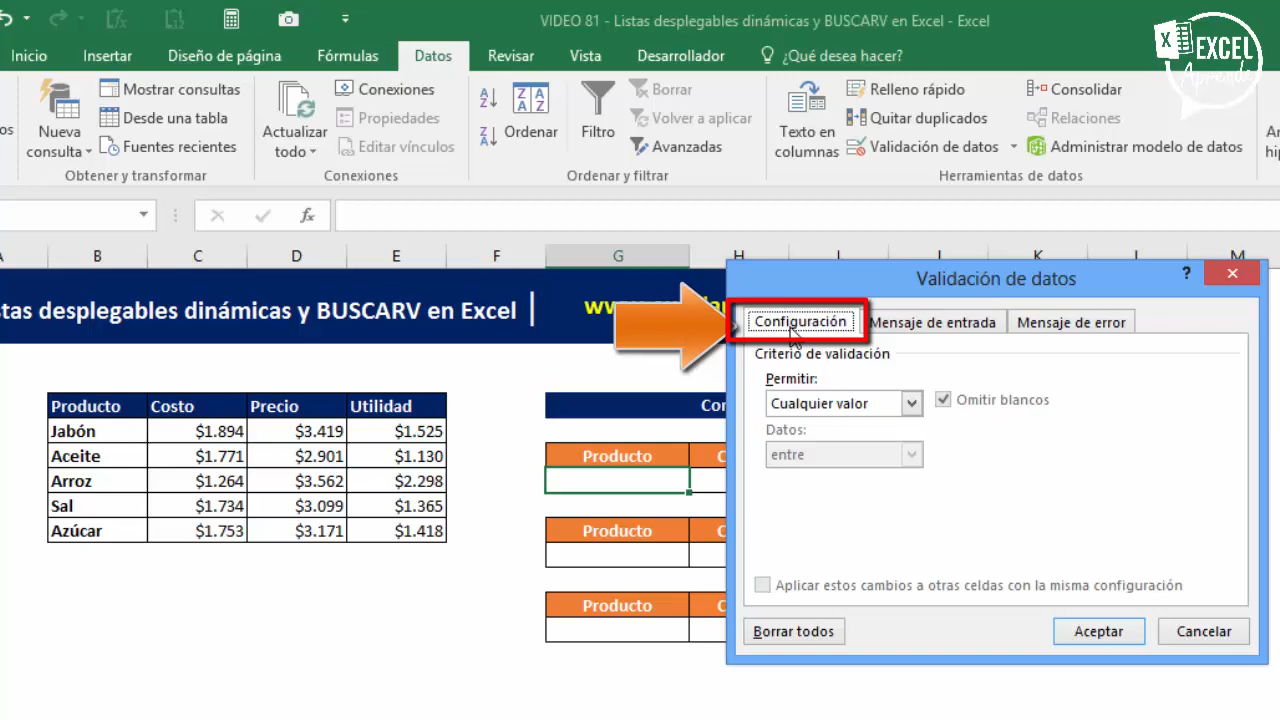 VIDEO 81 - Listas desplegables dinámicas y BUSCARV en Excel - Excel
EXCEL
Aprende
Inicio Insertar Diseño de página Fórmulas Datos Revisar Vista Desarrollador ¿Qué desea hacer?
Nueva consulta
Mostrar consultas
Desde una tabla
Fuentes recientes
Obtener y transformar
Actualizar todo
Conexiones
Propiedades
Editar vínculos
Conexiones
Ordenar
Filtro
Borrar
Volver a aplicar
Avanzadas
Ordenar y filtrar
Texto en columnas
Relleno rápido
Quitar duplicados
Validación de datos
Consolidar
Relaciones
Administrar modelo de datos
Herramientas de datos
fx
B C D E F G
stas desplegables dinámicas y BUSCARV en Excel |
Producto Costo Precio Utilidad
Jabón $1.894 $3.419 $1.525
Aceite $1.771 $2.901 $1.130
Arroz $1.264 $3.562 $2.298
Sal $1.734 $3.099 $1.365
Azúcar $1.753 $3.171 $1.418
Producto
Producto
Producto
Validación de datos
?
Configuración Mensaje de entrada Mensaje de error
Criterio de validación
Permitir:
Cualquier valor
Omitir blancos
Datos:
entre
Aplicar estos cambios a otras celdas con la misma configuración
Borrar todos Aceptar Cancelar